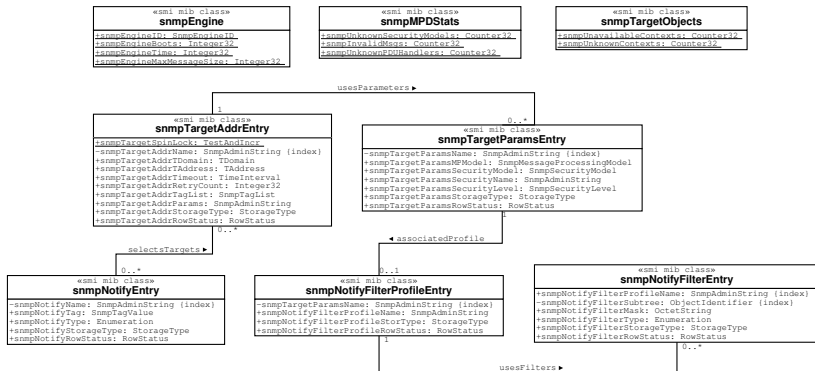 «smi mib class»
snmpEngine
+snmpEngineID: SnmpEngineID
+snmpEngineBoots: Integer32
+snmpEngineTime: Integer32
+snmpEngineMaxMessageSize: Integer32
«smi mib class»
snmpMPDStats
+snmpUnknownSecurityModels: Counter32
+snmpInvalidMsgs: Counter32
+snmpUnknownPDUHandlers: Counter32
«smi mib class»
snmpTargetObjects
+snmpUnavailableContexts: Counter32
+snmpUnknownContexts: Counter32
usesParameters ►
1
0..*
«smi mib class»
snmpTargetAddrEntry
+snmpTargetSpinLock: TestAndIncr
-snmpTargetAddrName: SnmpAdminString {index}
+snmpTargetAddrTDomain: TDomain
+snmpTargetAddrTAddress: TAddress
+snmpTargetAddrTimeout: TimeInterval
+snmpTargetAddrRetryCount: Integer32
+snmpTargetAddrTagList: SnmpTagList
+snmpTargetAddrParams: SnmpAdminString
+snmpTargetAddrStorageType: StorageType
+snmpTargetAddrRowStatus: RowStatus
«smi mib class»
snmpTargetParamsEntry
-snmpTargetParamsName: SnmpAdminString {index}
+snmpTargetParamsMPModel: SnmpMessageProcessingModel
+snmpTargetParamsSecurityModel: SnmpSecurityModel
+snmpTargetParamsSecurityName: SnmpAdminString
+snmpTargetParamsSecurityLevel: SnmpSecurityLevel
+snmpTargetParamsStorageType: StorageType
+snmpTargetParamsRowStatus: RowStatus
0..*
1
selectsTargets ►
◄ associatedProfile
0..*
0..1
«smi mib class»
snmpNotifyEntry
-snmpNotifyName: SnmpAdminString {index}
+snmpNotifyTag: SnmpTagValue
+snmpNotifyType: Enumeration
+snmpNotifyStorageType: StorageType
+snmpNotifyRowStatus: RowStatus
«smi mib class»
snmpNotifyFilterProfileEntry
-snmpTargetParamsName: SnmpAdminString {index}
+snmpNotifyFilterProfileName: SnmpAdminString
+snmpNotifyFilterProfileStorType: StorageType
+snmpNotifyFilterProfileRowStatus: RowStatus
«smi mib class»
snmpNotifyFilterEntry
-snmpNotifyFilterProfileName: SnmpAdminString {index}
-snmpNotifyFilterSubtree: ObjectIdentifier {index}
+snmpNotifyFilterMask: OctetString
+snmpNotifyFilterType: Enumeration
+snmpNotifyFilterStorageType: StorageType
+snmpNotifyFilterRowStatus: RowStatus
1
0..*
usesFilters ►